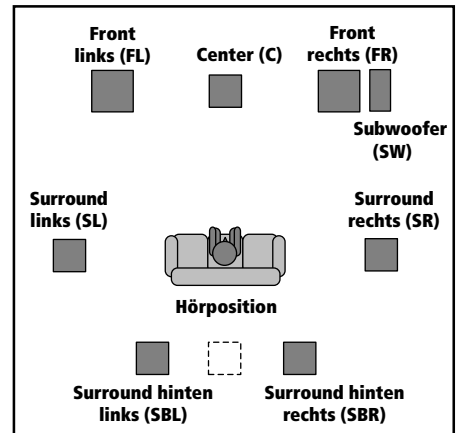 Front
links (FL)
Center (C)
Front
rechts (FR)
Subwoofer
(SW)
Surround
links (SL)
Surround
rechts (SR)
Hörposition
Surround hinten
links (SBL)
Surround hinten
rechts (SBR)